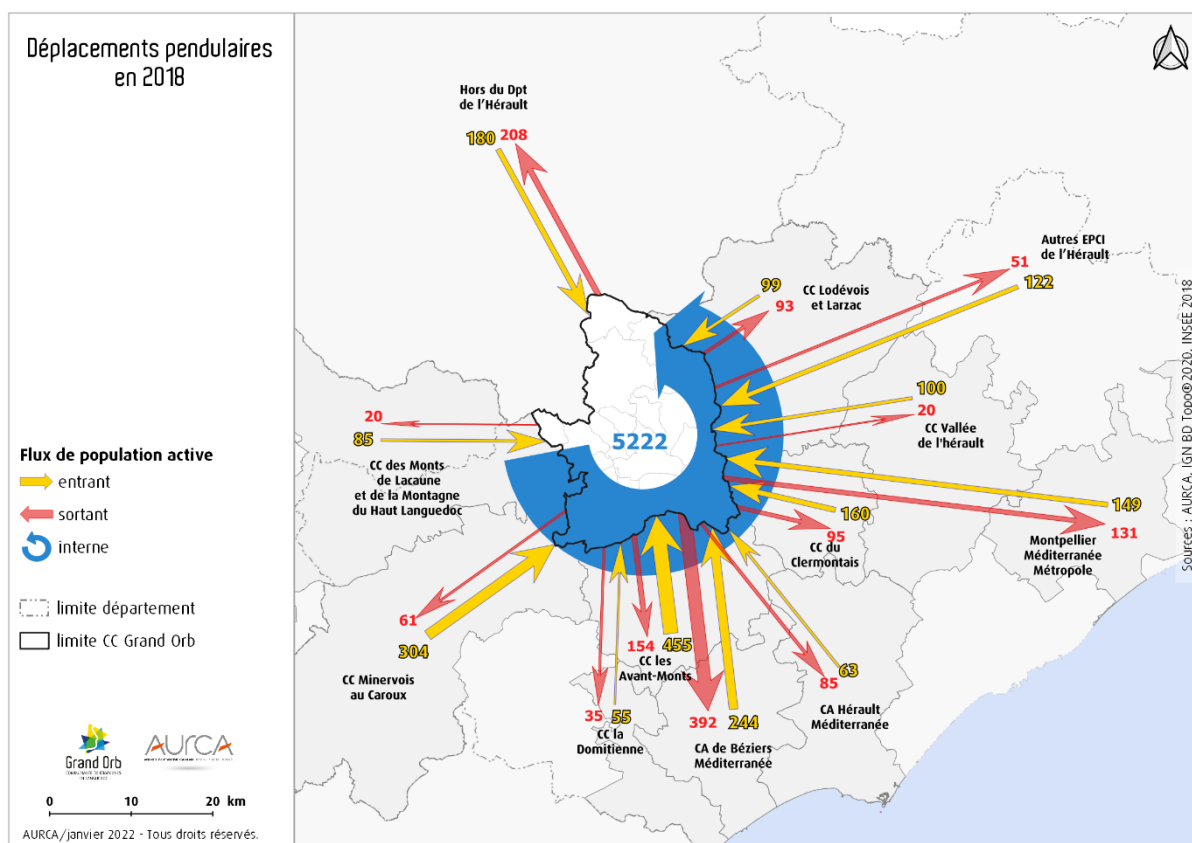 Déplacements pendulaires
en 2018
Hors du Dpt
de l'Hérault
180
208
Autres EPCI
de l'Hérault
51
122
99
CC Lodévois
et Larzac
93
100
20
CC Vallée
de l'hérault
20
85
CC des Monts
de Lacaune
et de la Montagne
du Haut Languedoc
5222
149
131
Montpellier
Méditerranée
Métropole
160
95
CC du
Clermontais
61
304
CC Minervois
au Caroux
154
455
CC les
Avant-Monts
35
55
CC la
Domitienne
392
244
CA de Béziers
Méditerranée
63
85
CA Hérault
Méditerranée
Flux de population active
entrant
sortant
interne
limite département
limite CC Grand Orb
Grand Orb
COMMUNAUTÉ DE COMMUNES
EN LANGUEDOC
AURCA
0 10 20 km
AURCA/janvier 2022 - Tous droits réservés.
Sources : AURCA, IGN BD Topo©2020, INSEE 2018